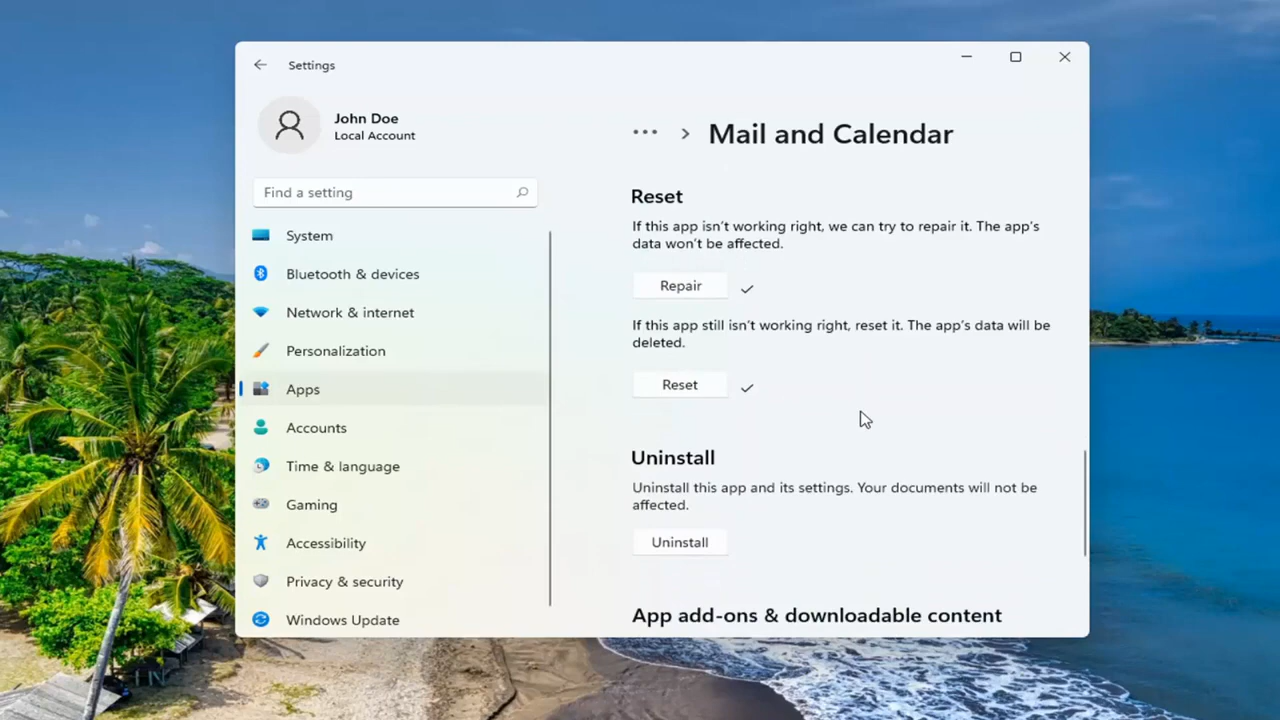 Settings
John Doe
Local Account
Find a setting
System
Bluetooth & devices
Network & internet
Personalization
Apps
Accounts
Time & language
Gaming
Accessibility
Privacy & security
Windows Update
••• > Mail and Calendar
Reset
If this app isn't working right, we can try to repair it. The app's
data won't be affected.
Repair
If this app still isn't working right, reset it. The app's data will be
deleted.
Reset
Uninstall
Uninstall this app and its settings. Your documents will not be
affected.
Uninstall
App add-ons & downloadable content